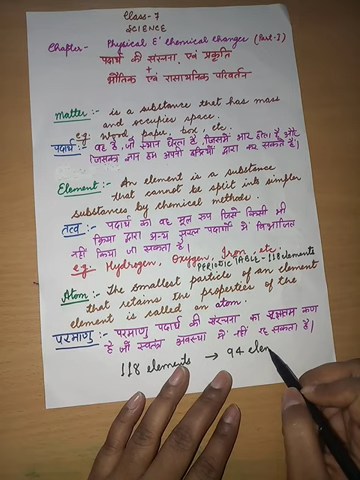 Class-7
SCIENCE
Chapter- Physical & Chemical Changes (Part-1)
पदार्थ की संरचना, एवं प्रकृति
+
भौतिक एवं रासायनिक परिवर्तन
Matter:- is a substance that has mass
and occupies space.
e.g. Wood, paper, box, etc.
पदार्थ:- वह है, जो स्थान घेरता है, जिसमें भार होता है और
जिसका ज्ञान हम अपनी इन्द्रियों द्वारा कर सकते हैं।
Element:- An element is a substance
that cannot be split into simpler
substances by chemical methods.
तत्व:- पदार्थ का वह मूल रूप जिसे किसी भी
क्रिया द्वारा अन्य सरल पदार्थों में विभाजित
नहीं किया जा सकता है।
eg. Hydrogen, Oxygen, Iron, etc.
PERIODIC TABLE-118 elements
Atom:- The smallest particle of an element
that retains the properties of the
element is called an atom.
परमाणु:- परमाणु पदार्थ की संरचना का सूक्ष्मतम कण
है जो स्वतंत्र अवस्था में नहीं रह सकता है।
118 elements → 94 elen